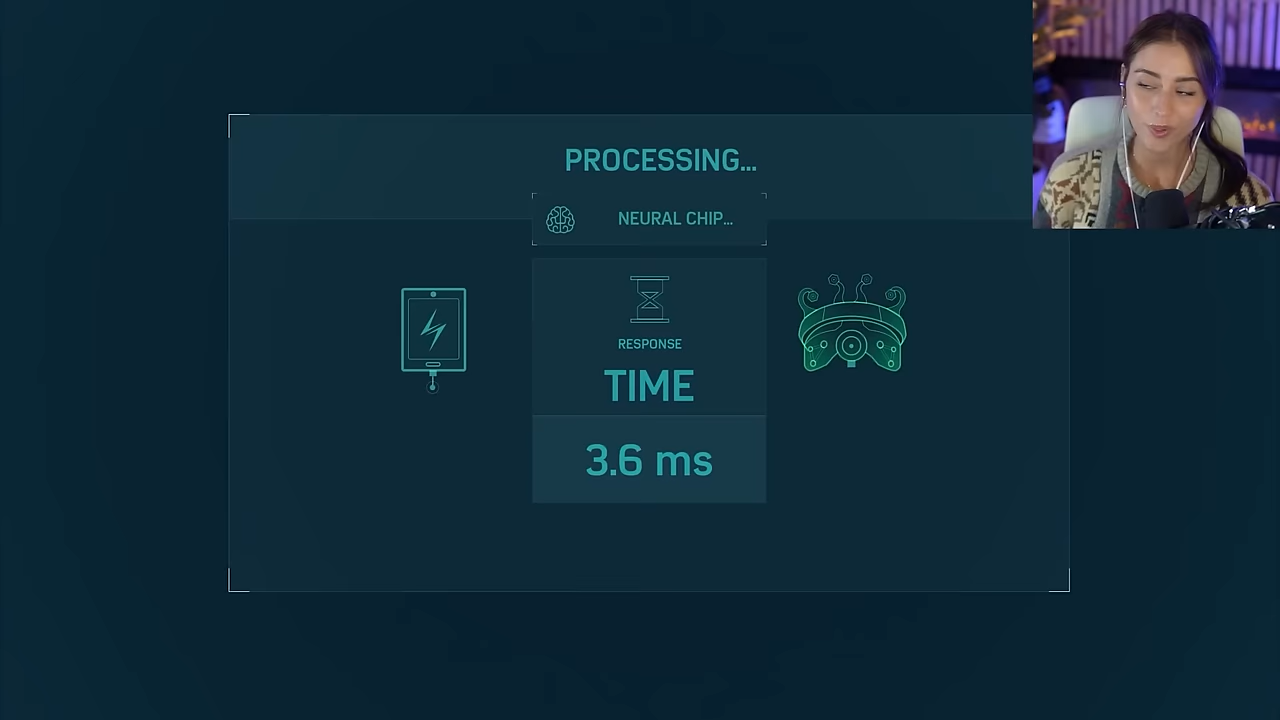 PROCESSING...
NEURAL CHIP...
RESPONSE
TIME
3.6 ms